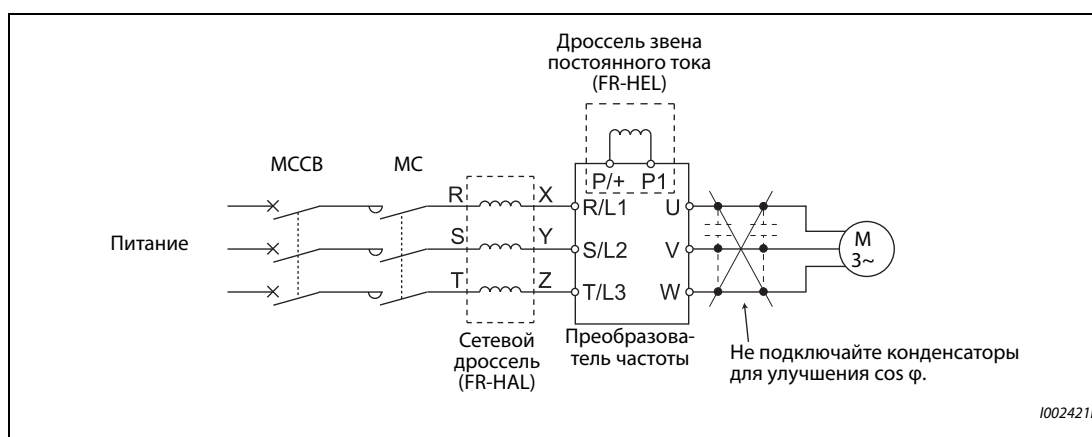 Дроссель звена
постоянного тока
(FR-HEL)
MCCB
MC
P/+ P1
R X R/L1 U
Питание
S Y S/L2 V
M
3~
T Z T/L3 W
Сетевой
дроссель
(FR-HAL)
Преобразова-
тель частоты
Не подключайте конденсаторы
для улучшения cos φ.